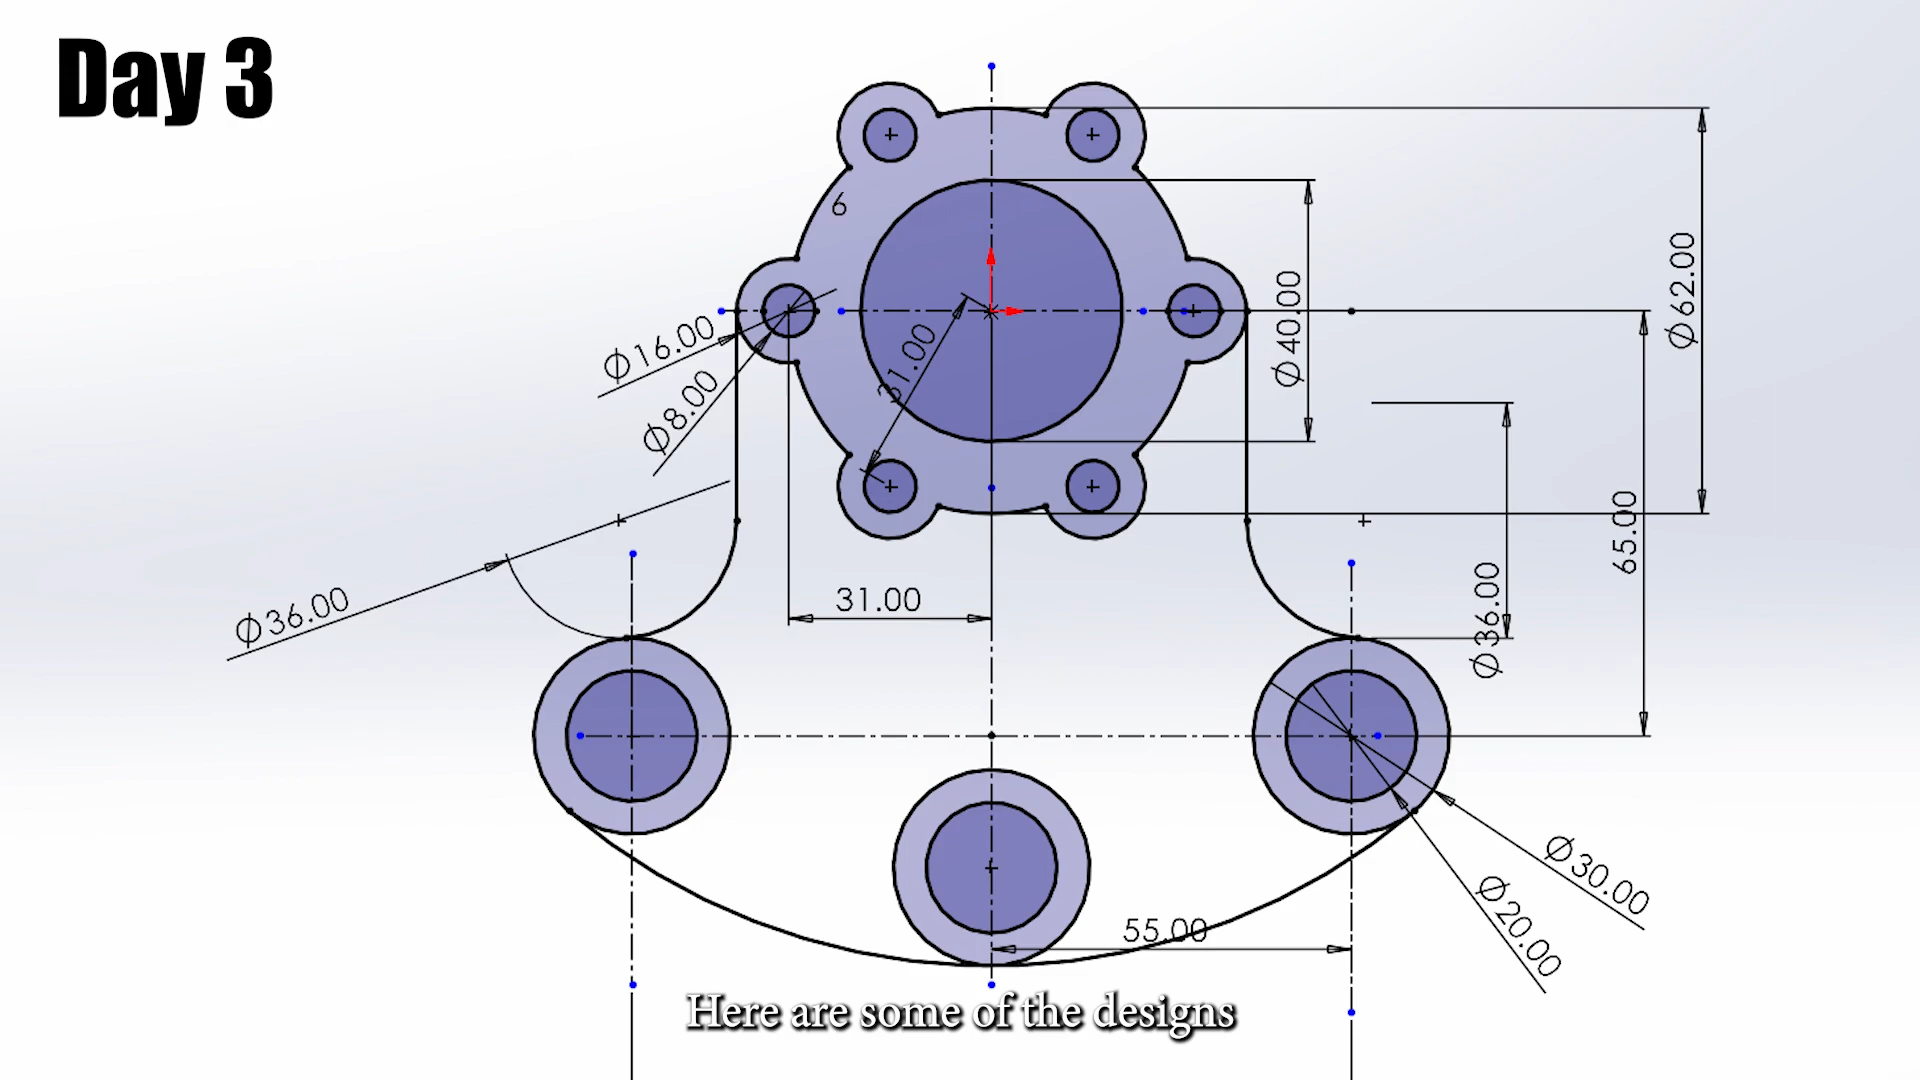 Day 3
6
Ø62.00
Ø40.00
Ø16.00
31.00
Ø8.00
65.00
Ø36.00
31.00
Ø36.00
Ø30.00
Ø20.00
55.00
Here are some of the designs